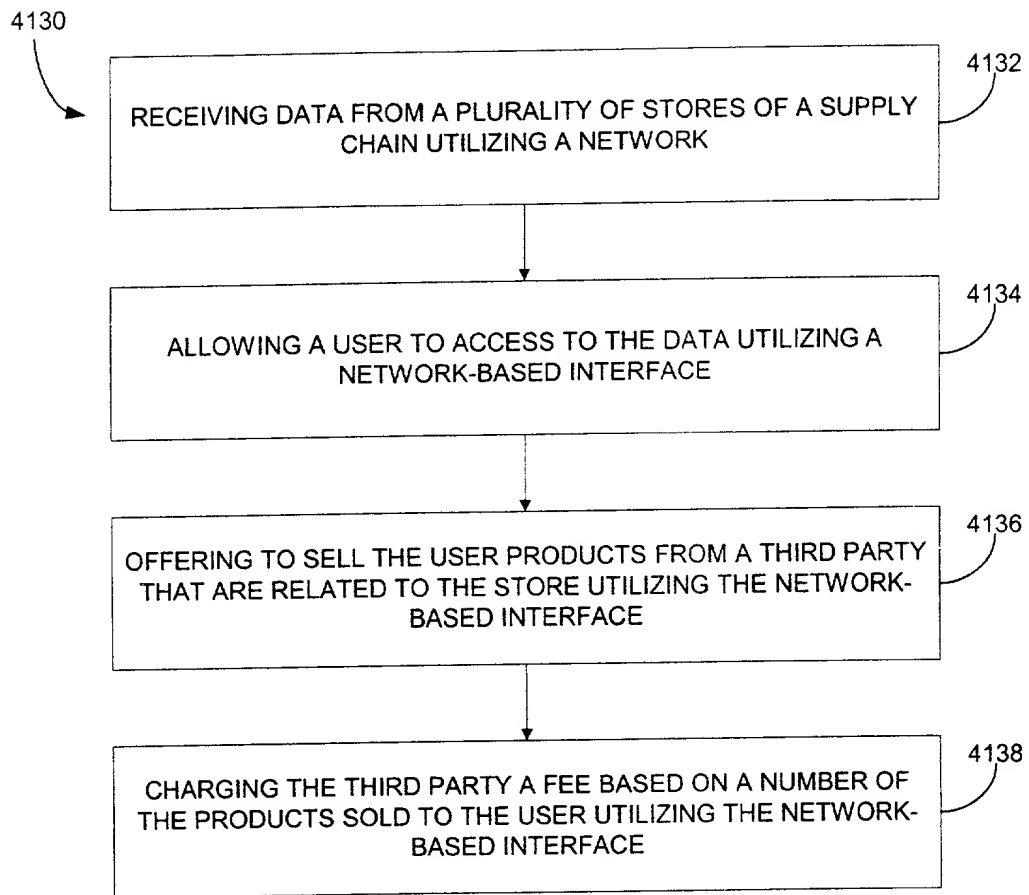 4130
4132
RECEIVING DATA FROM A PLURALITY OF STORES OF A SUPPLY
CHAIN UTILIZING A NETWORK
4134
ALLOWING A USER TO ACCESS TO THE DATA UTILIZING A
NETWORK-BASED INTERFACE
4136
OFFERING TO SELL THE USER PRODUCTS FROM A THIRD PARTY
THAT ARE RELATED TO THE STORE UTILIZING THE NETWORK-
BASED INTERFACE
4138
CHARGING THE THIRD PARTY A FEE BASED ON A NUMBER OF
THE PRODUCTS SOLD TO THE USER UTILIZING THE NETWORK-
BASED INTERFACE